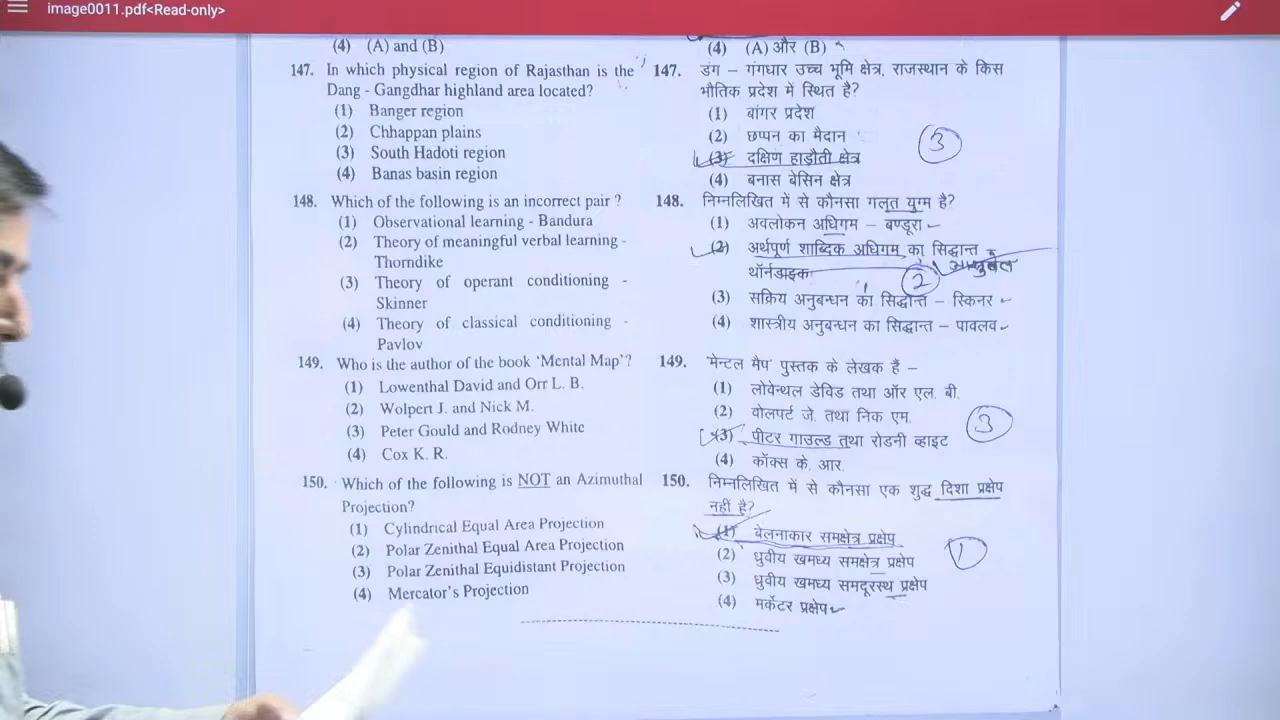 image0011.pdf<Read-only>
(4) (A) and (B)
147. In which physical region of Rajasthan is the
Dang - Gangdhar highland area located?
(1) Banger region
(2) Chhappan plains
(3) South Hadoti region
(4) Banas basin region
148. Which of the following is an incorrect pair ?
(1) Observational learning - Bandura
(2) Theory of meaningful verbal learning -
Thorndike
(3) Theory of operant conditioning -
Skinner
(4) Theory of classical conditioning -
Pavlov
149. Who is the author of the book ‘Mental Map’?
(1) Lowenthal David and Orr L. B.
(2) Wolpert J. and Nick M.
(3) Peter Gould and Rodney White
(4) Cox K. R.
150. Which of the following is NOT an Azimuthal
Projection?
(1) Cylindrical Equal Area Projection
(2) Polar Zenithal Equal Area Projection
(3) Polar Zenithal Equidistant Projection
(4) Mercator’s Projection
(4) (A) और (B)
147. डग – गंगधार उच्च भूमि क्षेत्र, राजस्थान के किस
भौतिक प्रदेश में स्थित है?
(1) बांगर प्रदेश
(2) छप्पन का मैदान
(3) दक्षिण हाड़ौती क्षेत्र
(4) बनास बेसिन क्षेत्र
3
148. निम्नलिखित में से कौनसा गलत युग्म है?
(1) अवलोकन अधिगम – बण्डूरा
(2) अर्थपूर्ण शाब्दिक अधिगम का सिद्धान्त -
थॉर्नडाइक
2
(3) सक्रिय अनुबन्धन का सिद्धान्त – स्किनर
(4) शास्त्रीय अनुबन्धन का सिद्धान्त – पावलव
149. 'मेन्टल मैप' पुस्तक के लेखक हैं –
(1) लोवेन्थल डेविड तथा ऑर एल. बी.
(2) वोलपर्ट जे. तथा निक एम.
(3) पीटर गाउल्ड तथा रोडनी व्हाइट
(4) कॉक्स के. आर.
3
150. निम्नलिखित में से कौनसा एक शुद्ध दिशा प्रक्षेप
नहीं है?
(1) बेलनाकार समक्षेत्र प्रक्षेप
(2) ध्रुवीय खमध्य समक्षेत्र प्रक्षेप
(3) ध्रुवीय खमध्य समदूरस्थ प्रक्षेप
(4) मर्केटर प्रक्षेप
1